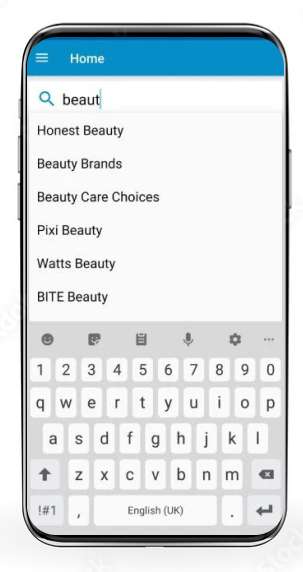 Home
beaut
Honest Beauty
Beauty Brands
Beauty Care Choices
Pixi Beauty
Watts Beauty
BITE Beauty
1 2 3 4 5 6 7 8 9 0
q w e r t y u i o p
a s d f g h j k l
z x c v b n m
!#1 , English (UK) .